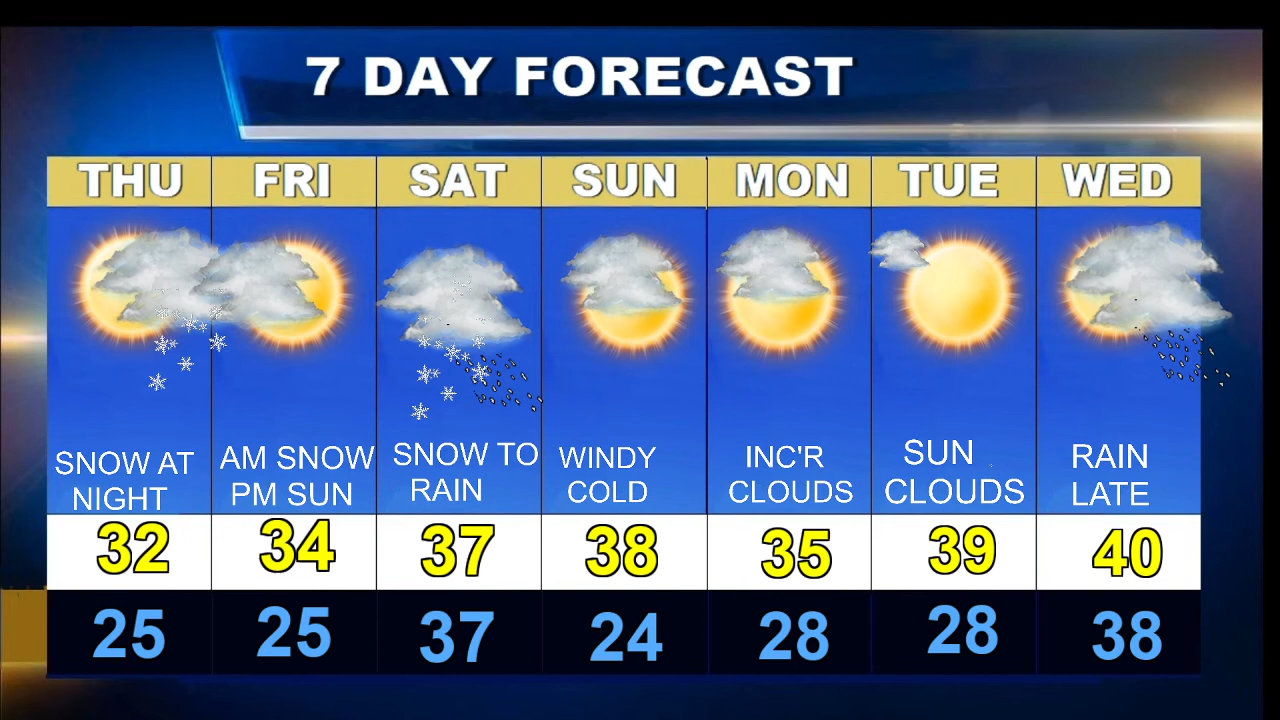 7 DAY FORECAST
THU FRI SAT SUN MON TUE WED
SNOW AT
NIGHT
AM SNOW
PM SUN
SNOW TO
RAIN
WINDY
COLD
INC'R
CLOUDS
SUN
CLOUDS
RAIN
LATE
32 34 37 38 35 39 40
25 25 37 24 28 28 38